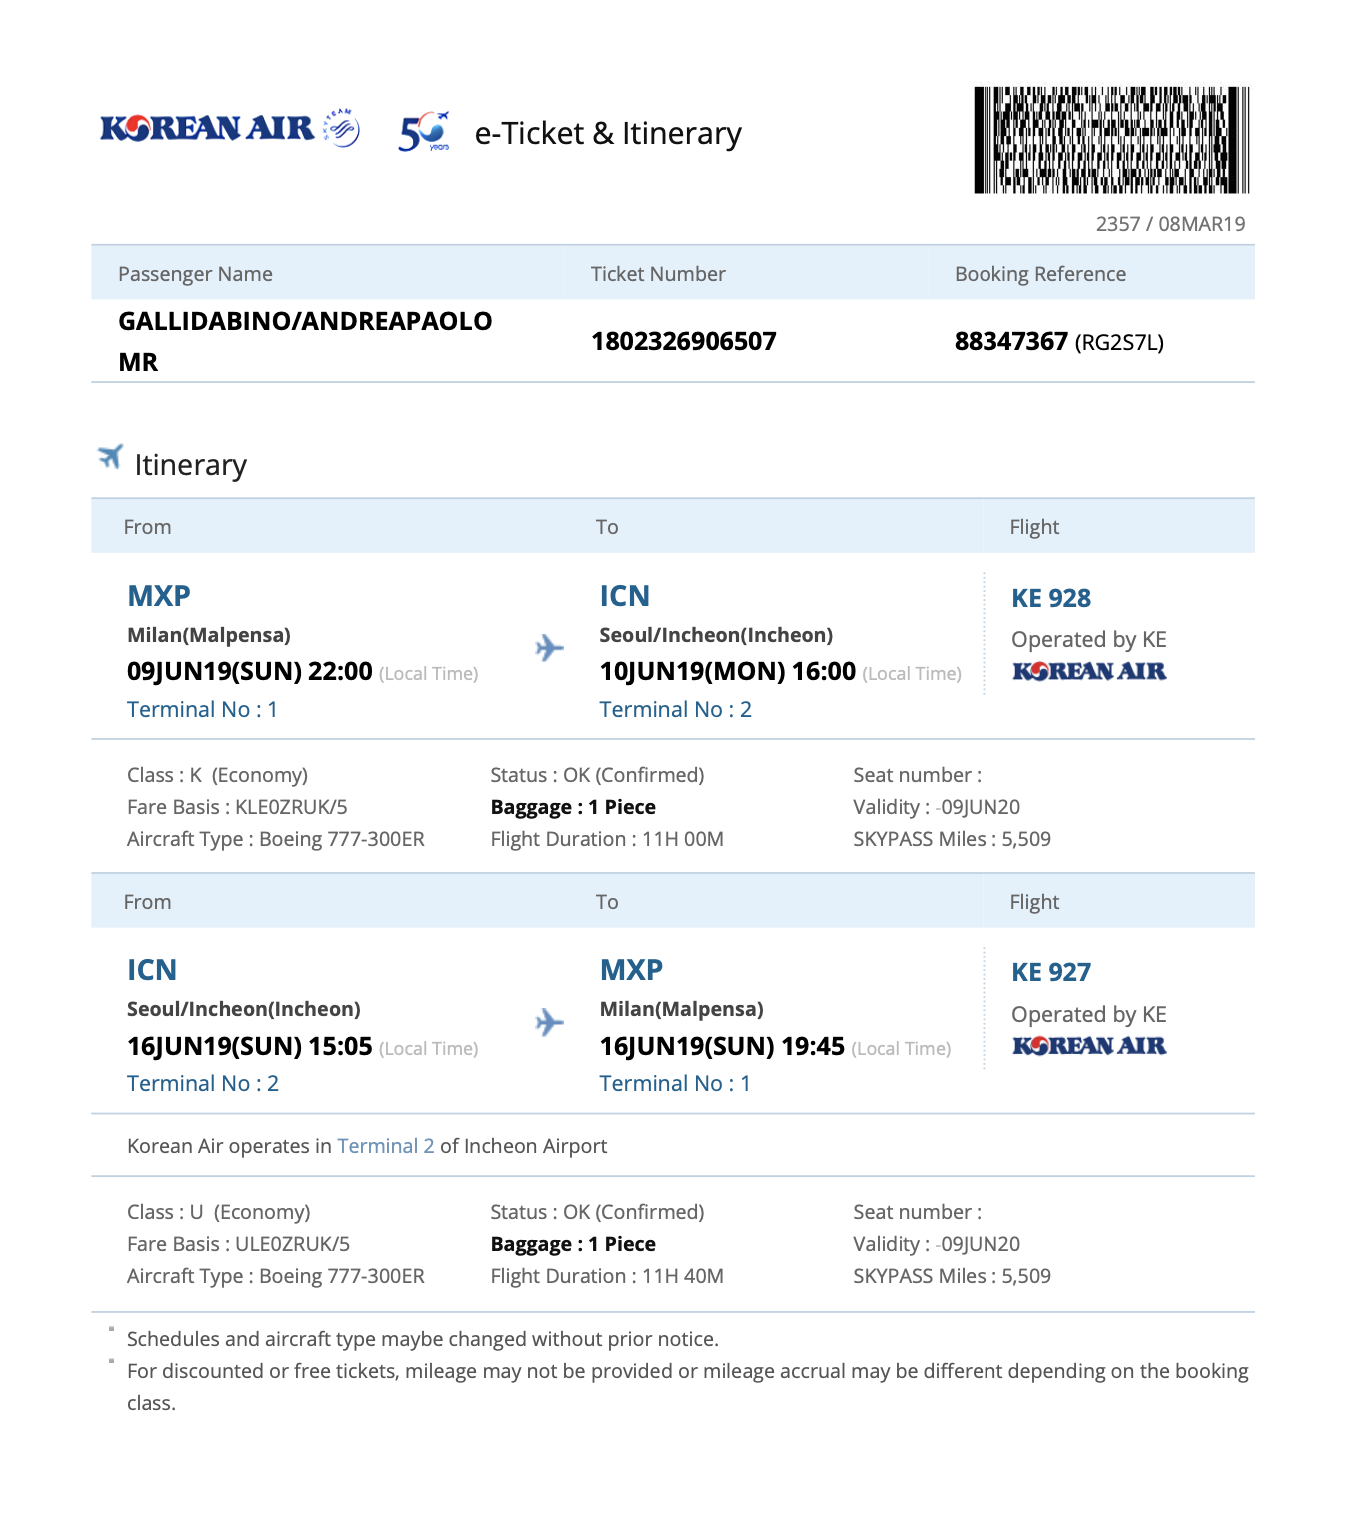 KOREAN AIR SKYTEAM 50 years e-Ticket & Itinerary
2357 / 08MAR19
Passenger Name Ticket Number Booking Reference
GALLIDABINO/ANDREAPAOLO
MR
1802326906507 88347367 (RG2S7L)
Itinerary
From To Flight
MXP ICN KE 928
Milan(Malpensa) Seoul/Incheon(Incheon) Operated by KE
09JUN19(SUN) 22:00 (Local Time) 10JUN19(MON) 16:00 (Local Time) KOREAN AIR
Terminal No : 1 Terminal No : 2
Class : K (Economy) Status : OK (Confirmed) Seat number :
Fare Basis : KLE0ZRUK/5 Baggage : 1 Piece Validity : -09JUN20
Aircraft Type : Boeing 777-300ER Flight Duration : 11H 00M SKYPASS Miles : 5,509
From To Flight
ICN MXP KE 927
Seoul/Incheon(Incheon) Milan(Malpensa) Operated by KE
16JUN19(SUN) 15:05 (Local Time) 16JUN19(SUN) 19:45 (Local Time) KOREAN AIR
Terminal No : 2 Terminal No : 1
Korean Air operates in Terminal 2 of Incheon Airport
Class : U (Economy) Status : OK (Confirmed) Seat number :
Fare Basis : ULE0ZRUK/5 Baggage : 1 Piece Validity : -09JUN20
Aircraft Type : Boeing 777-300ER Flight Duration : 11H 40M SKYPASS Miles : 5,509
Schedules and aircraft type maybe changed without prior notice.
For discounted or free tickets, mileage may not be provided or mileage accrual may be different depending on the booking
class.